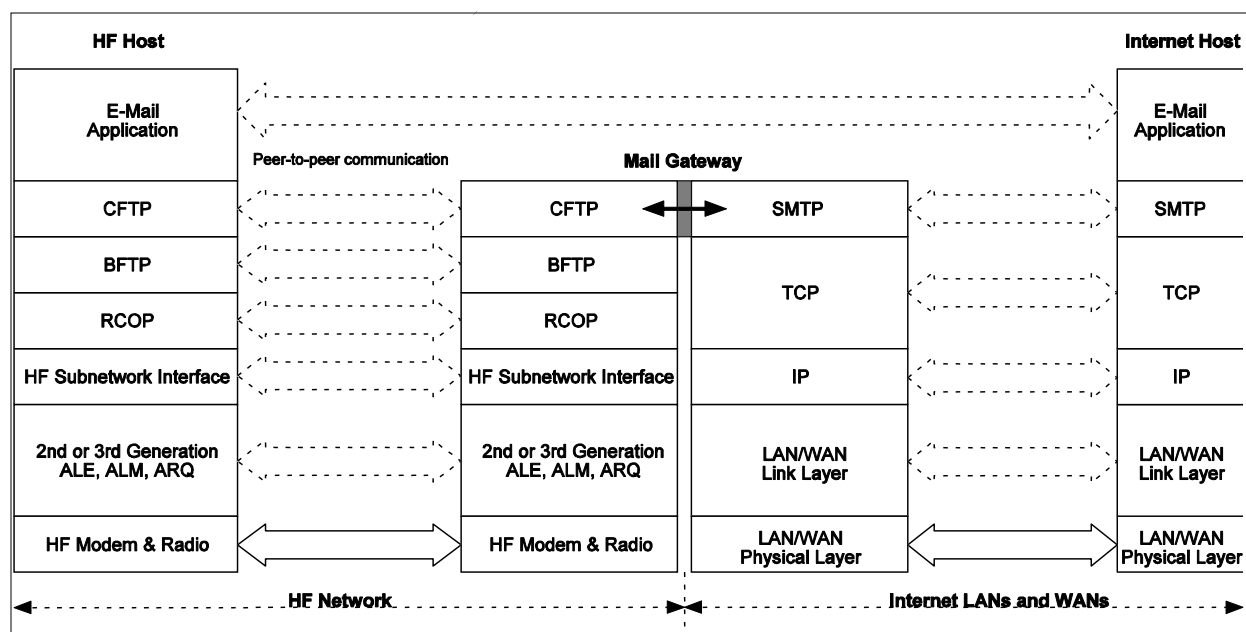 HF Host
Internet Host
E-Mail
Application
E-Mail
Application
Peer-to-peer communication
Mail Gateway
CFTP
CFTP
SMTP
SMTP
BFTP
BFTP
TCP
TCP
RCOP
RCOP
HF Subnetwork Interface
HF Subnetwork Interface
IP
IP
2nd or 3rd Generation
ALE, ALM, ARQ
2nd or 3rd Generation
ALE, ALM, ARQ
LAN/WAN
Link Layer
LAN/WAN
Link Layer
HF Modem & Radio
HF Modem & Radio
LAN/WAN
Physical Layer
LAN/WAN
Physical Layer
HF Network
Internet LANs and WANs